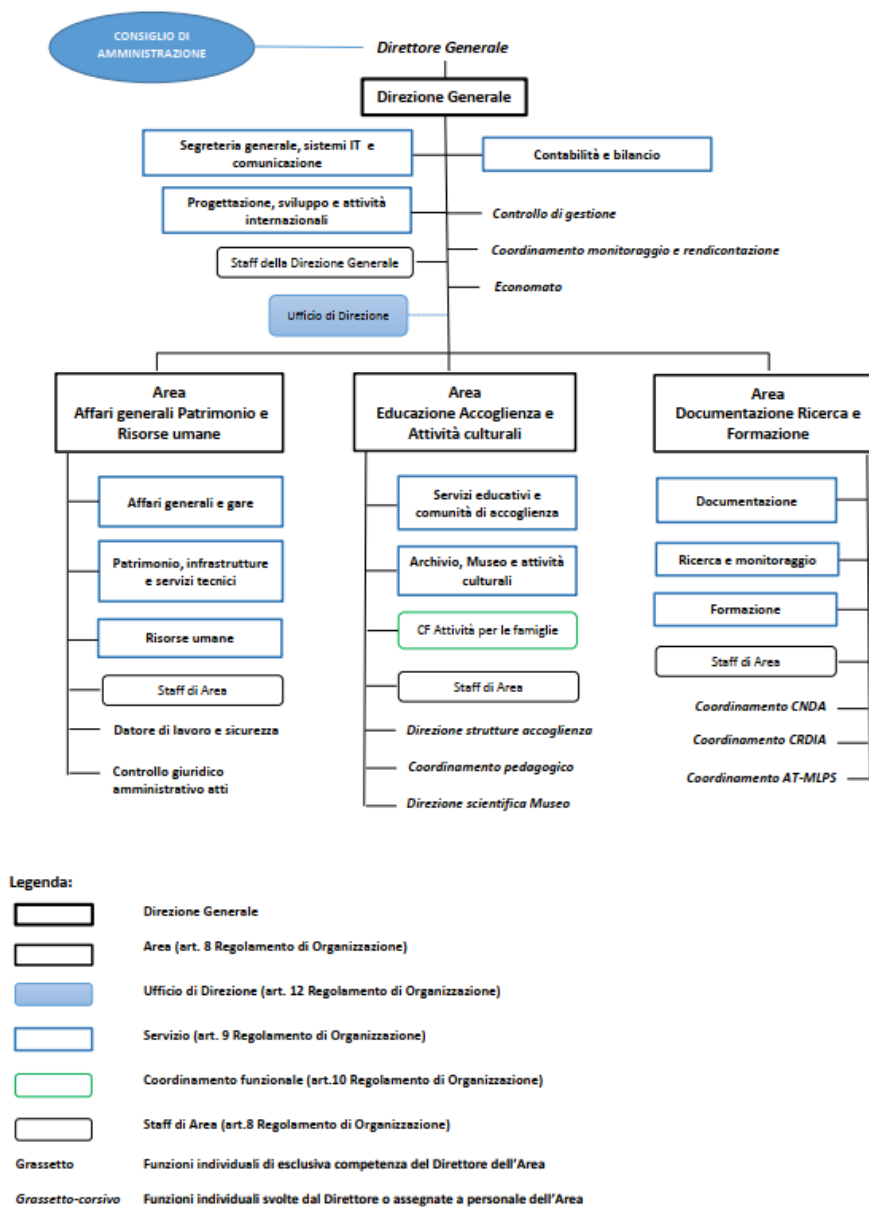 CONSIGLIO DI
AMMINISTRAZIONE
Direttore Generale
Direzione Generale
Segreteria generale, sistemi IT e
comunicazione
Contabilità e bilancio
Progettazione, sviluppo e attività
internazionali
Controllo di gestione
Staff della Direzione Generale
Coordinamento monitoraggio e rendicontazione
Economato
Ufficio di Direzione
Area
Affari generali Patrimonio e
Risorse umane
Affari generali e gare
Patrimonio, infrastrutture
e servizi tecnici
Risorse umane
Staff di Area
Datore di lavoro e sicurezza
Controllo giuridico
amministrativo atti
Area
Educazione Accoglienza e
Attività culturali
Servizi educativi e
comunità di accoglienza
Archivio, Museo e attività
culturali
CF Attività per le famiglie
Staff di Area
Direzione strutture accoglienza
Coordinamento pedagogico
Direzione scientifica Museo
Area
Documentazione Ricerca e
Formazione
Documentazione
Ricerca e monitoraggio
Formazione
Staff di Area
Coordinamento CNDA
Coordinamento CRDIA
Coordinamento AT-MLPS
Legenda:
Direzione Generale
Area (art. 8 Regolamento di Organizzazione)
Ufficio di Direzione (art. 12 Regolamento di Organizzazione)
Servizio (art. 9 Regolamento di Organizzazione)
Coordinamento funzionale (art.10 Regolamento di Organizzazione)
Staff di Area (art.8 Regolamento di Organizzazione)
Grassetto Funzioni individuali di esclusiva competenza del Direttore dell'Area
Grassetto-corsivo Funzioni individuali svolte dal Direttore o assegnate a personale dell'Area